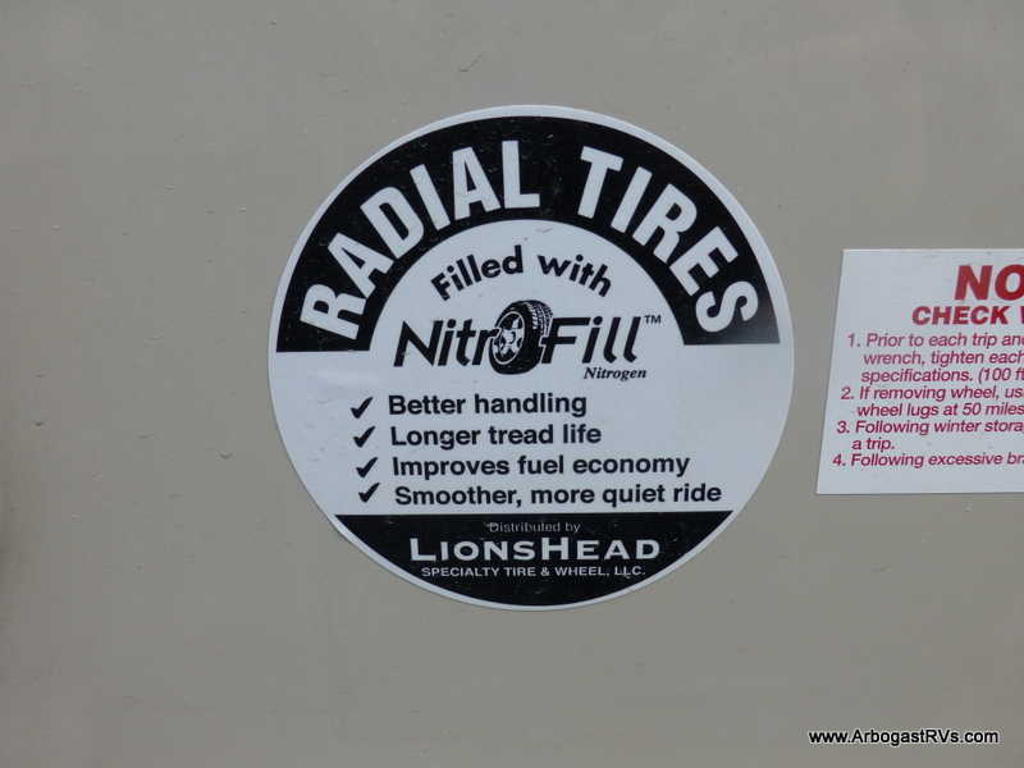 RADIAL TIRES
Filled with
NitroFill™
Nitrogen
✓ Better handling
✓ Longer tread life
✓ Improves fuel economy
✓ Smoother, more quiet ride
Distributed by
LIONSHEAD
SPECIALTY TIRE & WHEEL, LLC.
NO
CHECK
1. Prior to each trip and
wrench, tighten each
specifications. (100 ft
2. If removing wheel, us
wheel lugs at 50 miles
3. Following winter stora
a trip.
4. Following excessive br
www.ArbogastRVs.com